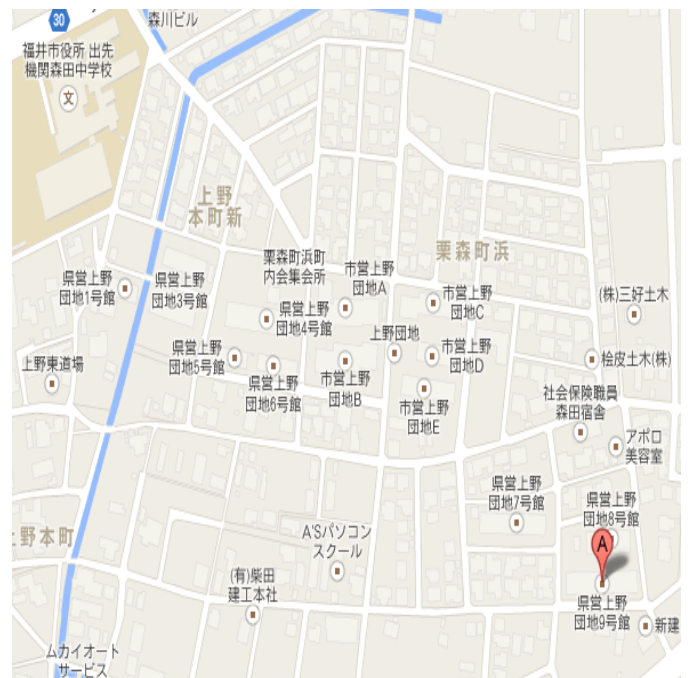 30
森川ビル
福井市役所 出先
機関森田中学校
文
上野
本町新
栗森町浜
栗森町浜町
内会集会所
市営上野
団地A
県営上野
団地1号館
県営上野
団地3号館
市営上野
団地C
(株)三好土木
県営上野
団地4号館
上野団地
県営上野
団地5号館
市営上野
団地D
桧皮土木(株)
上野東道場
県営上野
団地6号館
市営上野
団地B
市営上野
団地E
社会保険職員
森田宿舎
アポロ
美容室
県営上野
団地7号館
県営上野
団地8号館
野本町
A'Sパソコン
スクール
A
(有)柴田
建工本社
県営上野
団地9号館
新建
ムカイオート
サービス